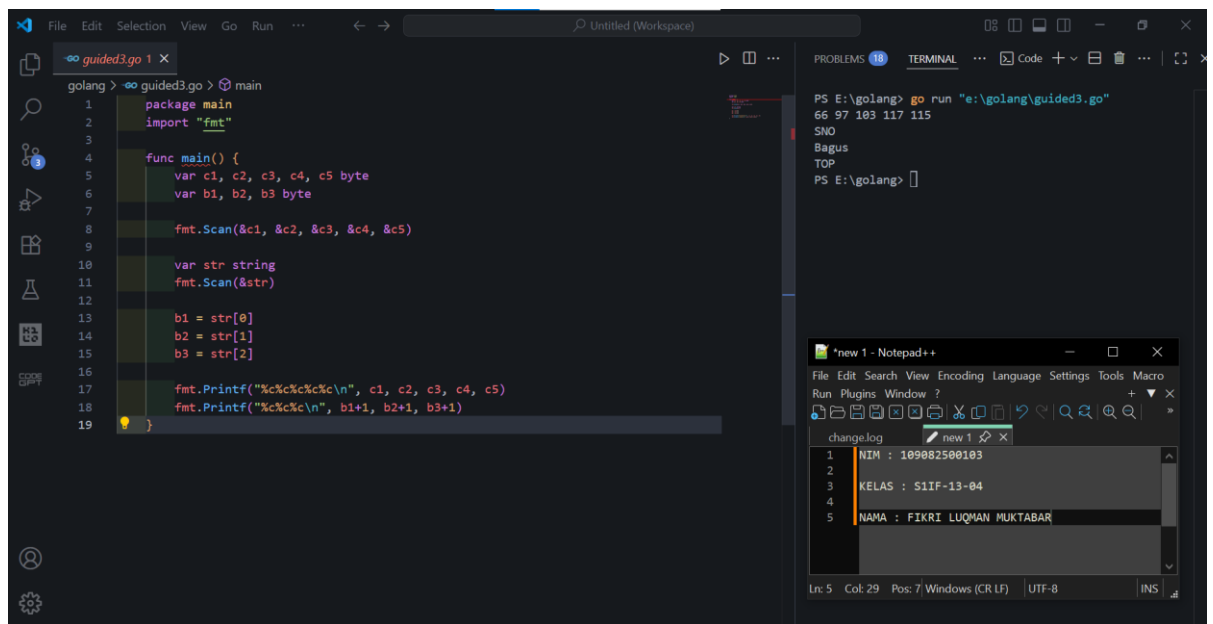 File Edit Selection View Go Run ··· Untitled (Workspace)
guided3.go 1
golang > guided3.go > main
1 package main
2 import "fmt"
3
4 func main() {
5 var c1, c2, c3, c4, c5 byte
6 var b1, b2, b3 byte
7
8 fmt.Scan(&c1, &c2, &c3, &c4, &c5)
9
10 var str string
11 fmt.Scan(&str)
12
13 b1 = str[0]
14 b2 = str[1]
15 b3 = str[2]
16
17 fmt.Printf("%c%c%c%c%c\n", c1, c2, c3, c4, c5)
18 fmt.Printf("%c%c%c\n", b1+1, b2+1, b3+1)
19 }
3
CODE
GPT
PROBLEMS 18 TERMINAL ··· Code
PS E:\golang> go run "e:\golang\guided3.go"
66 97 103 117 115
SNO
Bagus
TOP
PS E:\golang>
*new 1 - Notepad++
File Edit Search View Encoding Language Settings Tools Macro
Run Plugins Window ?
change.log new 1
1 NIM : 109082500103
2
3 KELAS : S1IF-13-04
4
5 NAMA : FIKRI LUQMAN MUKTABAR
Ln: 5 Col: 29 Pos: 7 Windows (CR LF) UTF-8 INS